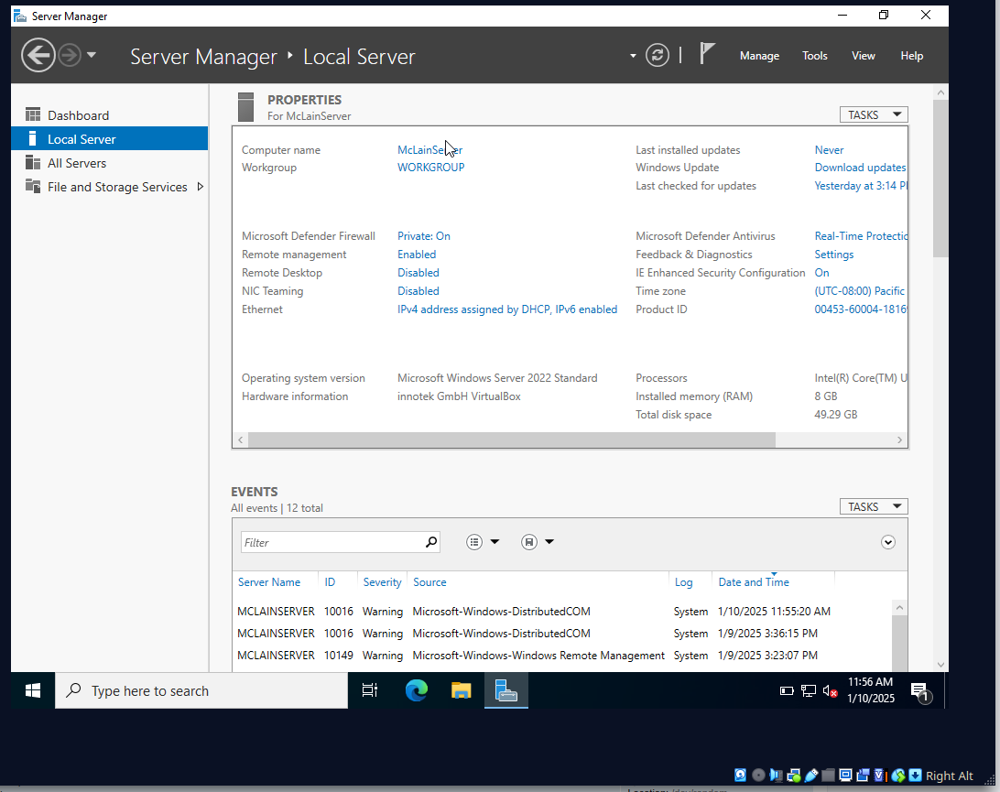 Server Manager
Server Manager ‣ Local Server
Manage Tools View Help
Dashboard
Local Server
All Servers
File and Storage Services
PROPERTIES
For McLainServer
TASKS
Computer name McLainServer Last installed updates Never
Workgroup WORKGROUP Windows Update Download updates
Last checked for updates Yesterday at 3:14 P
Microsoft Defender Firewall Private: On Microsoft Defender Antivirus Real-Time Protectio
Remote management Enabled Feedback & Diagnostics Settings
Remote Desktop Disabled IE Enhanced Security Configuration On
NIC Teaming Disabled Time zone (UTC-08:00) Pacific
Ethernet IPv4 address assigned by DHCP, IPv6 enabled Product ID 00453-60004-1816
Operating system version Microsoft Windows Server 2022 Standard Processors Intel(R) Core(TM) U
Hardware information innotek GmbH VirtualBox Installed memory (RAM) 8 GB
Total disk space 49.29 GB
EVENTS
All events | 12 total
TASKS
Filter
Server Name ID Severity Source Log Date and Time
MCLAINSERVER 10016 Warning Microsoft-Windows-DistributedCOM System 1/10/2025 11:55:20 AM
MCLAINSERVER 10016 Warning Microsoft-Windows-DistributedCOM System 1/9/2025 3:36:15 PM
MCLAINSERVER 10149 Warning Microsoft-Windows-Windows Remote Management System 1/9/2025 3:23:07 PM
Type here to search
11:56 AM
1/10/2025
1
Right Alt